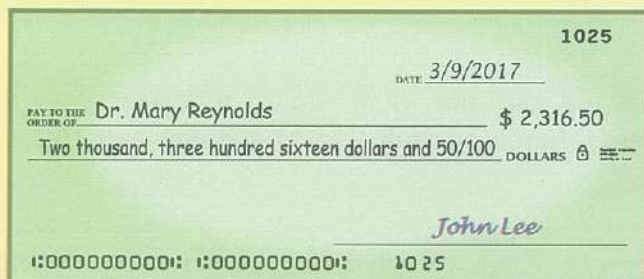 1025
DATE 3/9/2017
PAY TO THE ORDER OF Dr. Mary Reynolds $ 2,316.50
Two thousand, three hundred sixteen dollars and 50/100 DOLLARS
John Lee
⑆000000000⑆ ⑆000000000⑆ 1025